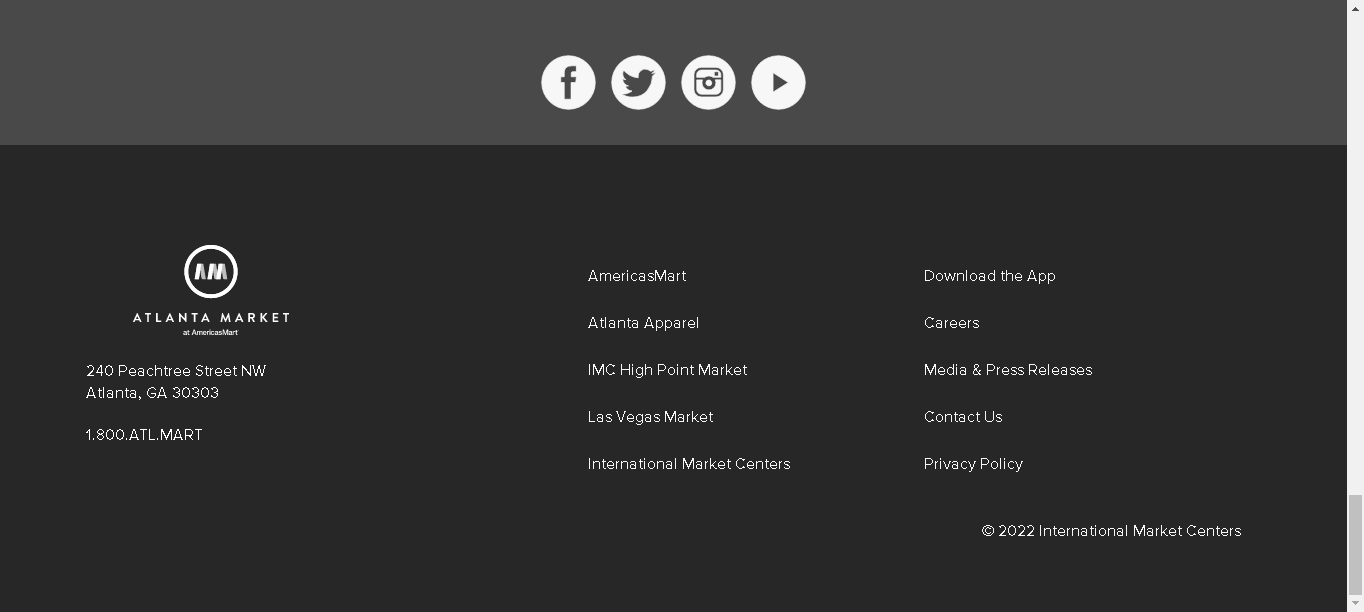 AM
ATLANTA MARKET
at AmericasMart
240 Peachtree Street NW
Atlanta, GA 30303
1.800.ATL.MART
AmericasMart
Atlanta Apparel
IMC High Point Market
Las Vegas Market
International Market Centers
Download the App
Careers
Media & Press Releases
Contact Us
Privacy Policy
© 2022 International Market Centers